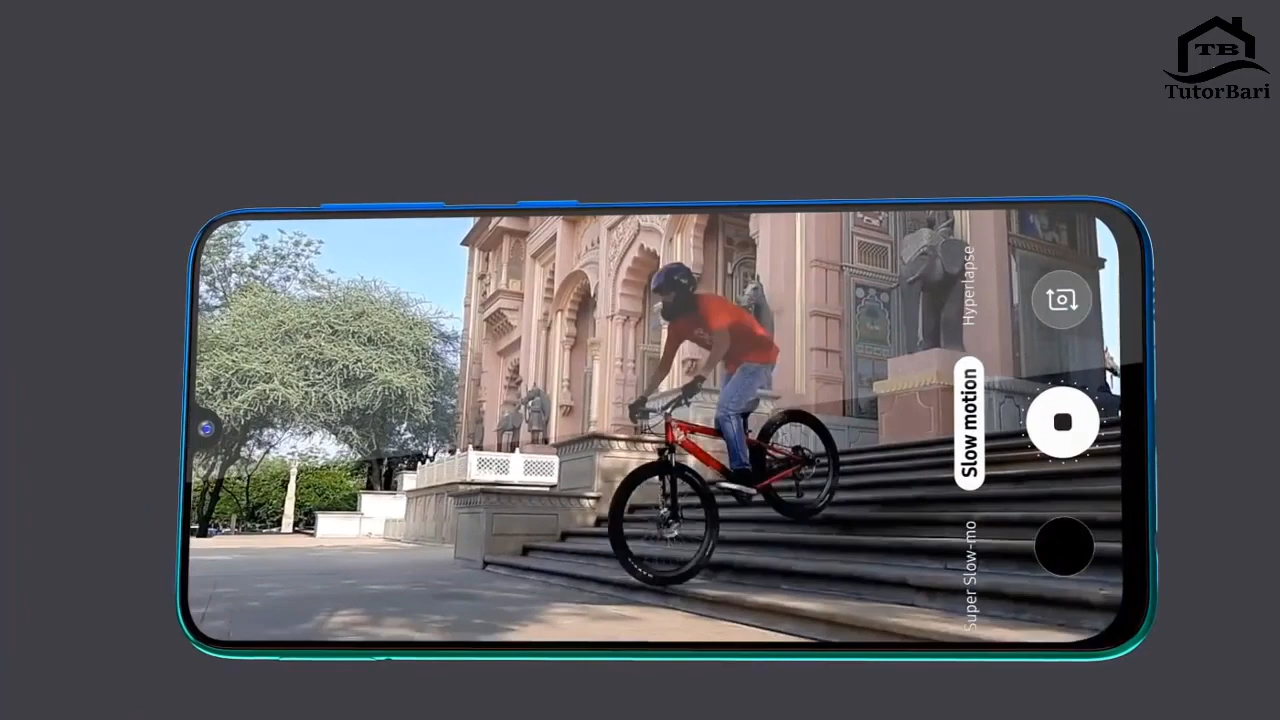 TB
TutorBari
Hyperlapse
Slow motion
Super Slow-mo